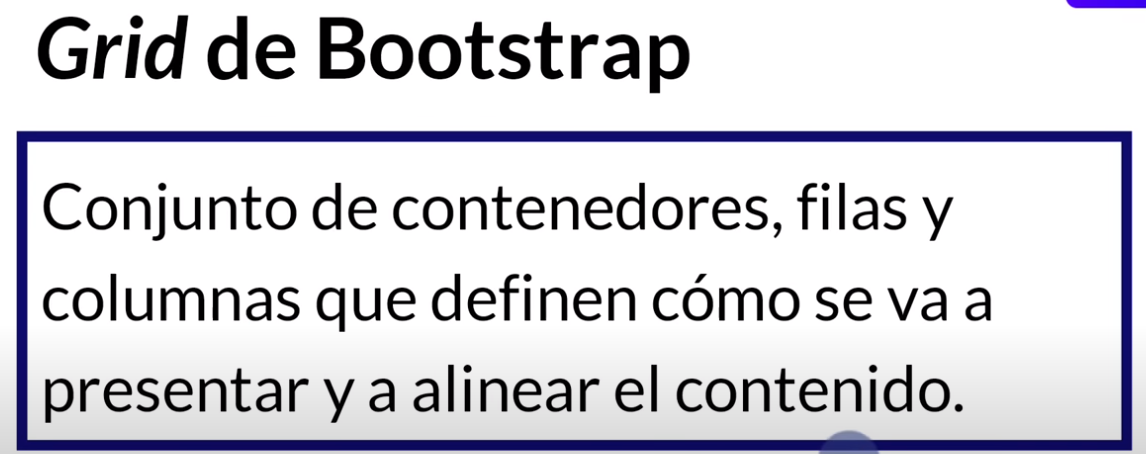 Grid de Bootstrap
Conjunto de contenedores, filas y
columnas que definen cómo se va a
presentar y a alinear el contenido.